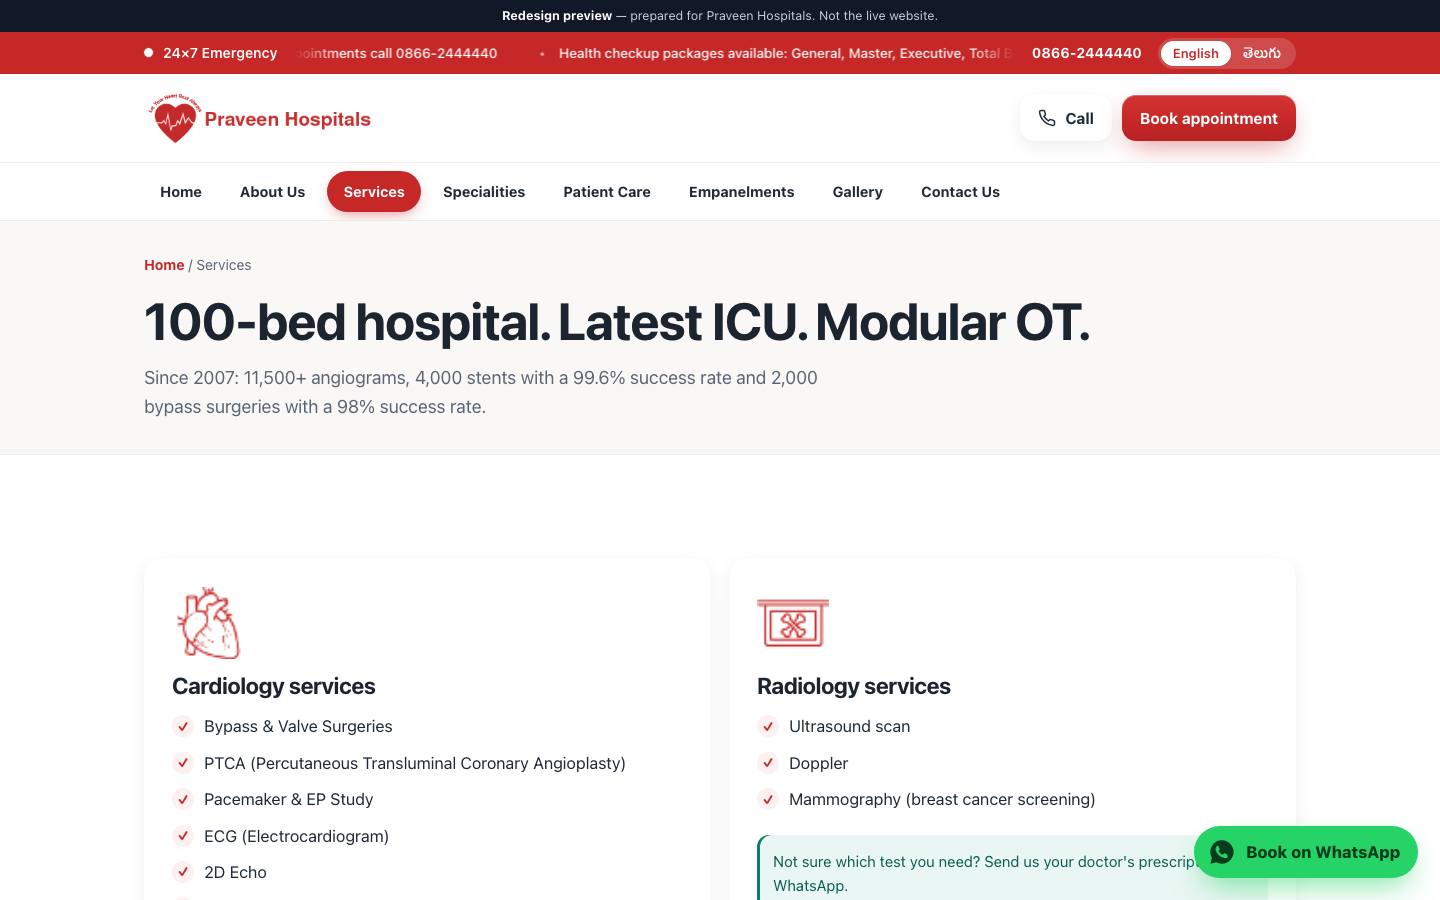 Redesign preview — prepared for Praveen Hospitals. Not the live website.
24×7 Emergency
ointments call 0866-2444440 • Health checkup packages available: General, Master, Executive, Total
0866-2444440
English
తెలుగు
Praveen Hospitals
Call
Book appointment
Home
About Us
Services
Specialities
Patient Care
Empanelments
Gallery
Contact Us
Home / Services
100-bed hospital. Latest ICU. Modular OT.
Since 2007: 11,500+ angiograms, 4,000 stents with a 99.6% success rate and 2,000
bypass surgeries with a 98% success rate.
Cardiology services
Bypass & Valve Surgeries
PTCA (Percutaneous Transluminal Coronary Angioplasty)
Pacemaker & EP Study
ECG (Electrocardiogram)
2D Echo
Radiology services
Ultrasound scan
Doppler
Mammography (breast cancer screening)
Not sure which test you need? Send us your doctor's prescrip
WhatsApp.
Book on WhatsApp